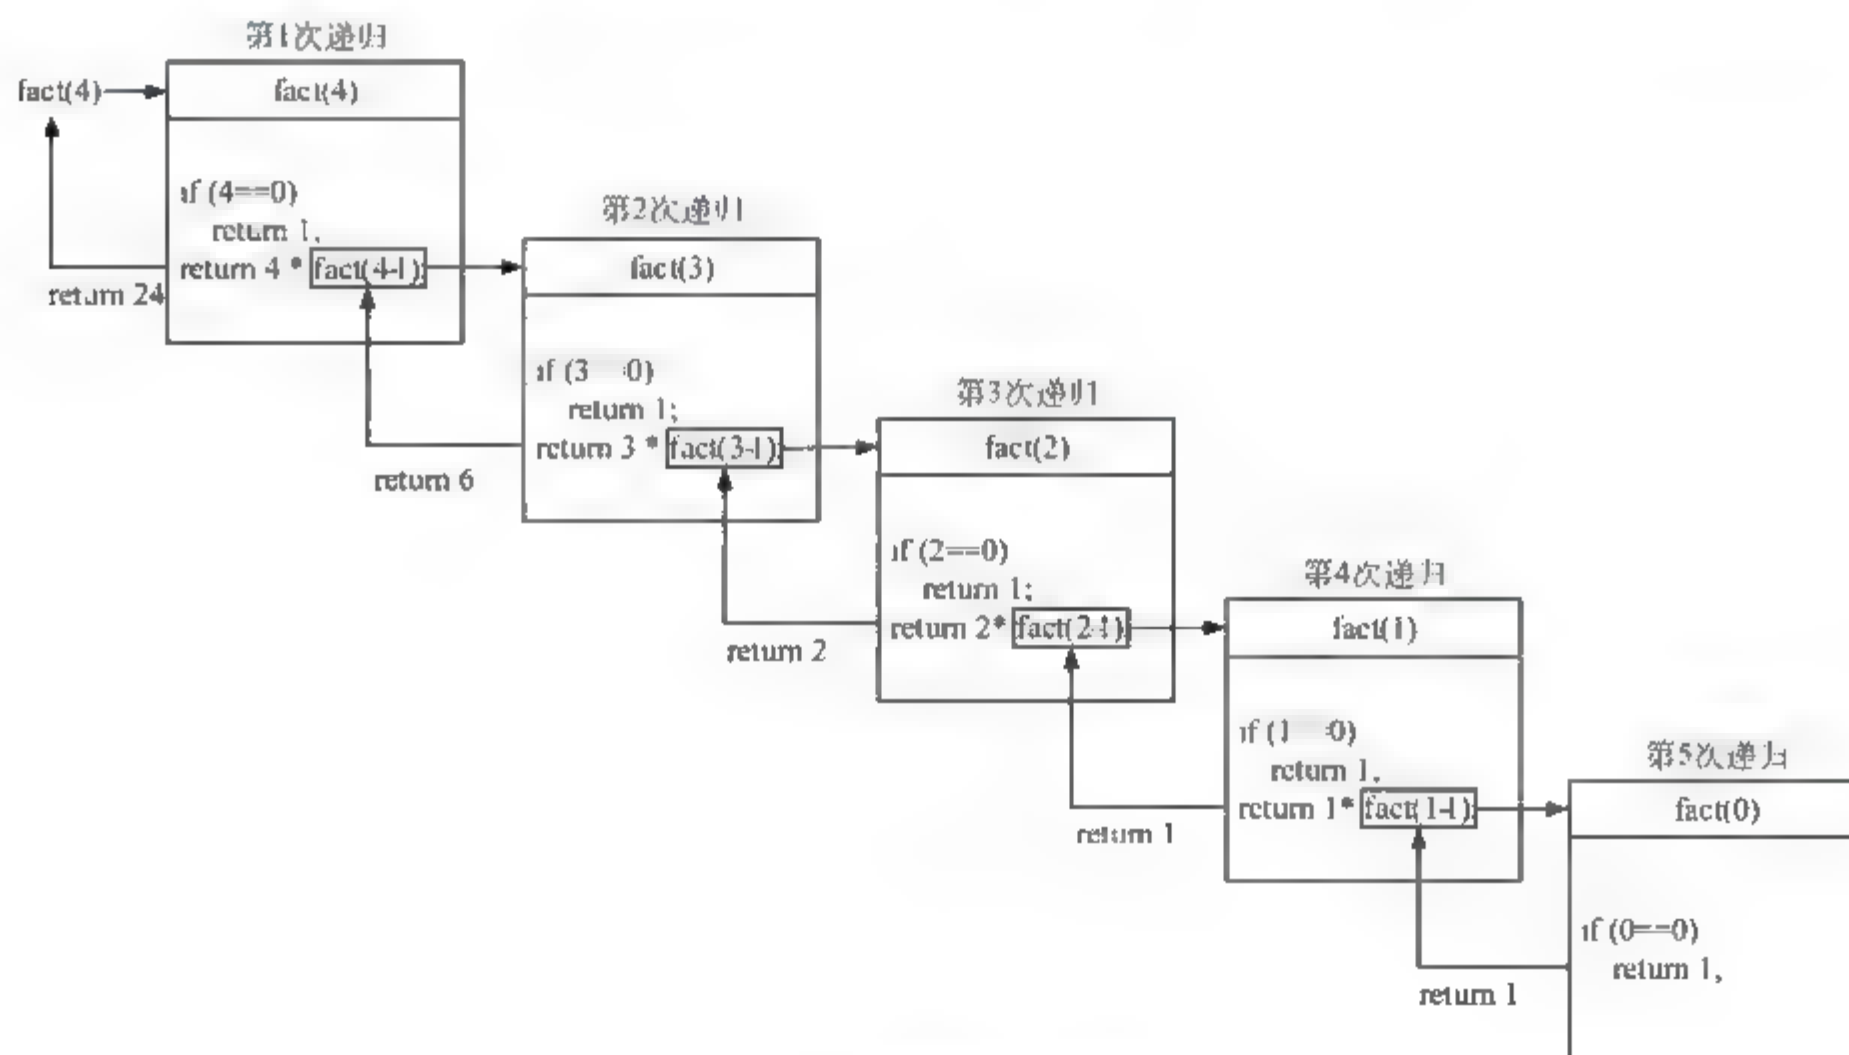 第1次递归
fact(4)
fact(4)
if (4==0)
return 1,
return 4 * fact(4-1);
return 24
第2次递归
fact(3)
if (3 0)
return 1;
return 3 * fact(3-1);
return 6
第3次递归
fact(2)
if (2==0)
return 1;
return 2* fact(2-1);
return 2
第4次递归
fact(1)
if (1 0)
return 1,
return 1* fact(1-1);
return 1
第5次递归
fact(0)
if (0==0)
return 1,
return 1